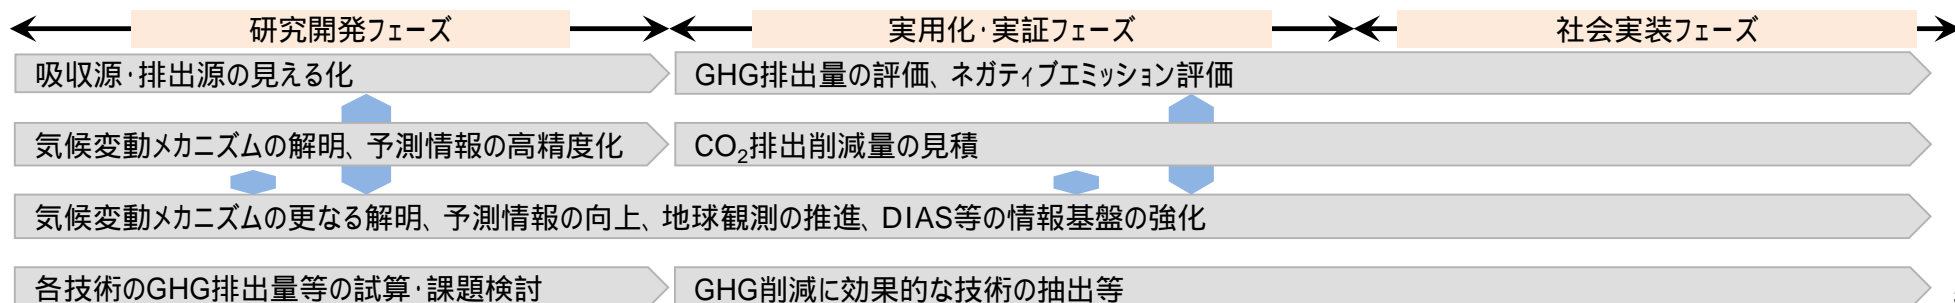 研究開発フェーズ
実用化･実証フェーズ
社会実装フェーズ
吸収源･排出源の見える化
GHG排出量の評価、ネガティブエミッション評価
気候変動メカニズムの解明、予測情報の高精度化
CO₂排出削減量の見積
気候変動メカニズムの更なる解明、予測情報の向上、地球観測の推進、DIAS等の情報基盤の強化
各技術のGHG排出量等の試算･課題検討
GHG削減に効果的な技術の抽出等